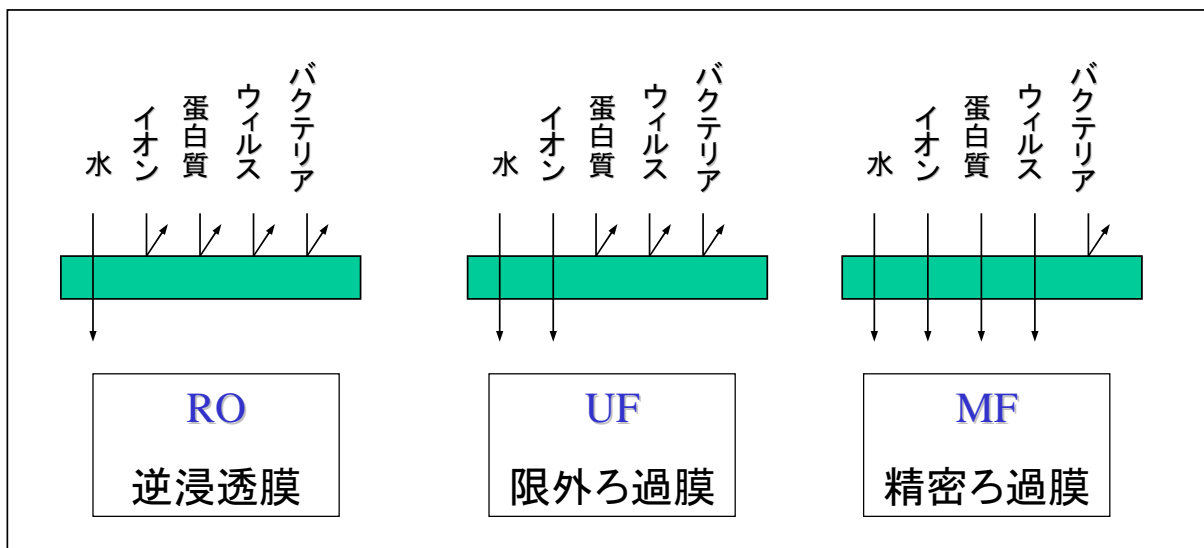 水
イオン
蛋白質
ウィルス
バクテリア
RO
逆浸透膜
水
イオン
蛋白質
ウィルス
バクテリア
UF
限外ろ過膜
水
イオン
蛋白質
ウィルス
バクテリア
MF
精密ろ過膜